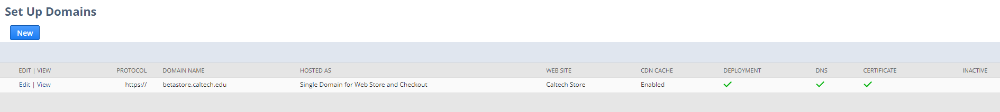 Set Up Domains
New
EDIT | VIEW PROTOCOL DOMAIN NAME HOSTED AS WEB SITE CDN CACHE DEPLOYMENT DNS CERTIFICATE INACTIVE
Edit | View https:// betastore.caltech.edu Single Domain for Web Store and Checkout Caltech Store Enabled